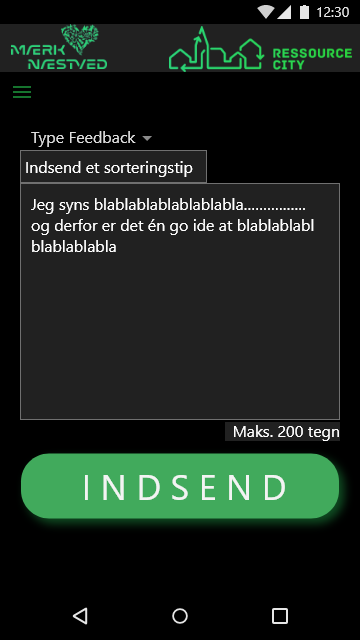 12:30
MÆRK
NÆSTVED
RESSOURCE
CITY
Type Feedback
Indsend et sorteringstip
Jeg syns blablablablablablabla................
og derfor er det én go ide at blablablabl
blablablabla
Maks. 200 tegn
INDSEND